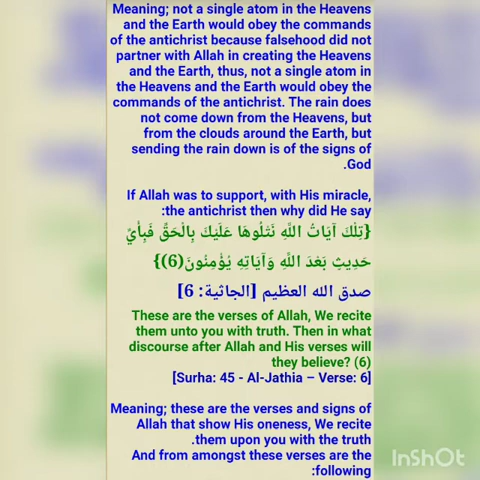 Meaning; not a single atom in the Heavens
and the Earth would obey the commands
of the antichrist because falsehood did not
partner with Allah in creating the Heavens
and the Earth, thus, not a single atom in
the Heavens and the Earth would obey the
commands of the antichrist. The rain does
not come down from the Heavens, but
from the clouds around the Earth, but
sending the rain down is of the signs of
.God
If Allah was to support, with His miracle,
:the antichrist then why did He say
{تِلْكَ آيَاتُ اللَّهِ نَتْلُوهَا عَلَيْكَ بِالْحَقِّ فَبِأَيِّ
حَدِيثٍ بَعْدَ اللَّهِ وَآيَاتِهِ يُؤْمِنُونَ(6)}
صدق الله العظيم [الجاثية: 6]
These are the verses of Allah, We recite
them unto you with truth. Then in what
discourse after Allah and His verses will
they believe? (6)
[Surha: 45 - Al-Jathia – Verse: 6]
Meaning; these are the verses and signs of
Allah that show His oneness, We recite
.them upon you with the truth
And from amongst these verses are the
:following
InShOt